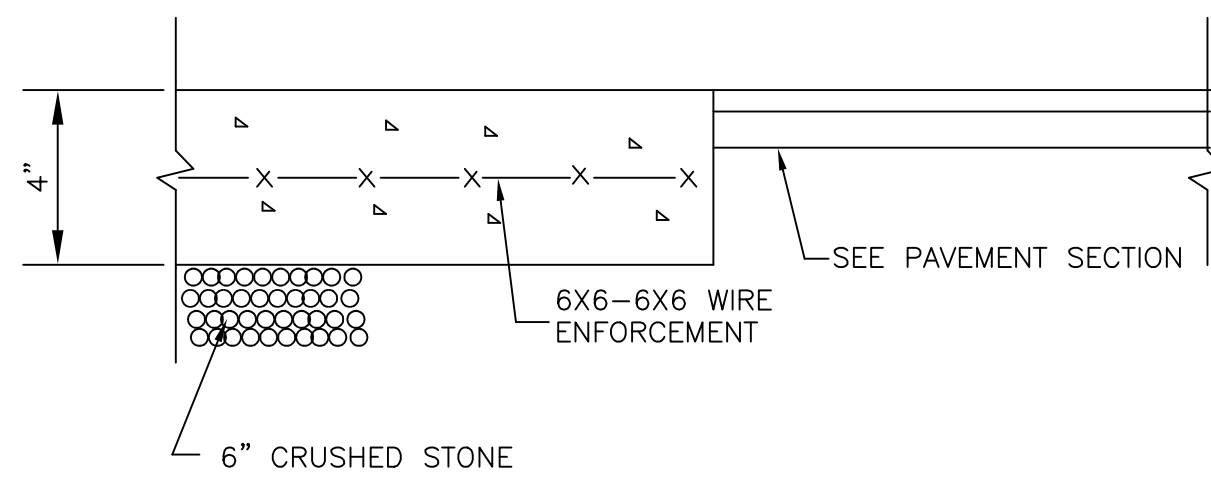 4”
SEE PAVEMENT SECTION
6X6–6X6 WIRE
ENFORCEMENT
6” CRUSHED STONE